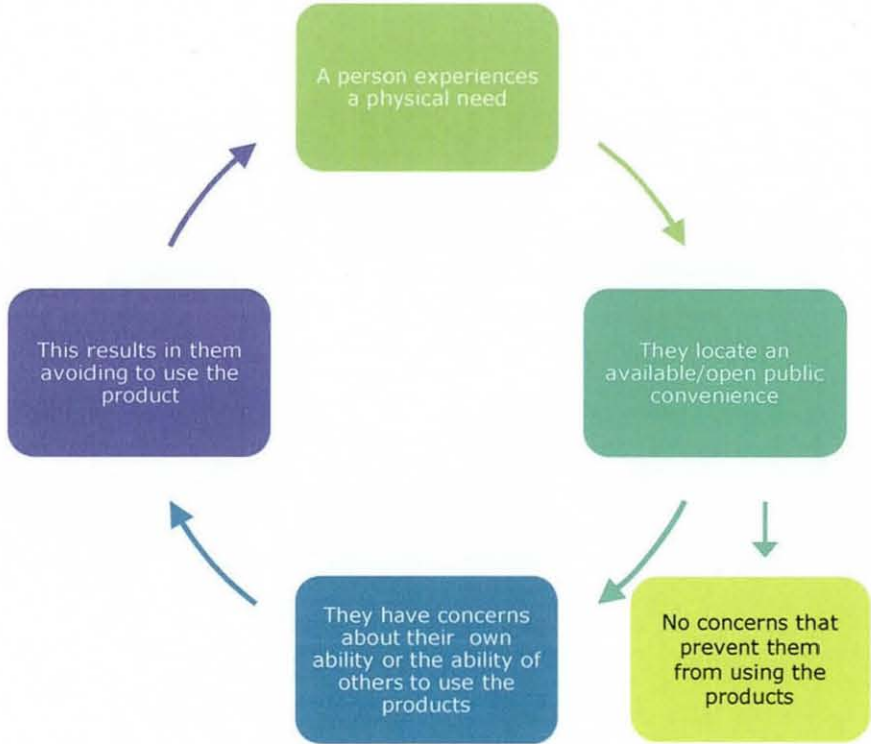 A person experiences
a physical need
They locate an
available/open public
convenience
No concerns that
prevent them
from using the
products
They have concerns
about their own
ability or the ability of
others to use the
products
This results in them
avoiding to use the
product